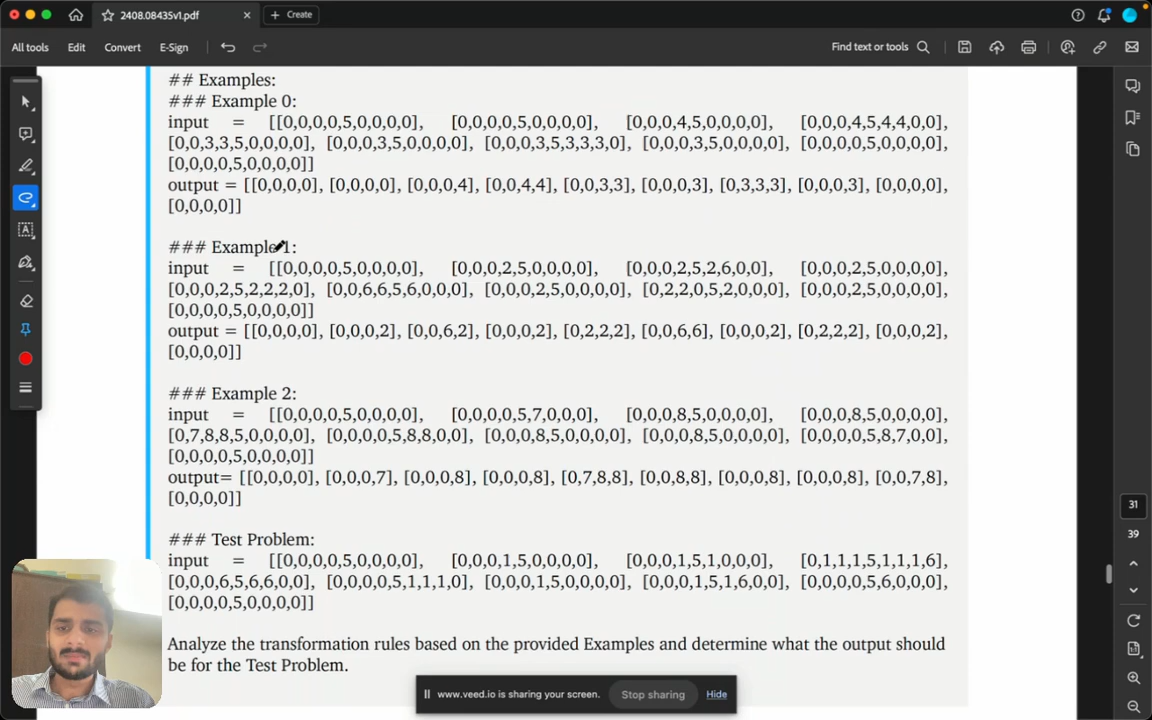 2408.08435v1.pdf
Create
All tools Edit Convert E-Sign Find text or tools
## Examples:
### Example 0:
input = [[0,0,0,0,5,0,0,0,0], [0,0,0,0,5,0,0,0,0], [0,0,0,4,5,0,0,0,0], [0,0,0,4,5,4,4,0,0],
[0,0,3,3,5,0,0,0,0], [0,0,0,3,5,0,0,0,0], [0,0,0,3,5,3,3,3,0], [0,0,0,3,5,0,0,0,0], [0,0,0,0,5,0,0,0,0],
[0,0,0,0,5,0,0,0,0]]
output = [[0,0,0,0], [0,0,0,0], [0,0,0,4], [0,0,4,4], [0,0,3,3], [0,0,0,3], [0,3,3,3], [0,0,0,3], [0,0,0,0],
[0,0,0,0]]
### Example 1:
input = [[0,0,0,0,5,0,0,0,0], [0,0,0,2,5,0,0,0,0], [0,0,0,2,5,2,6,0,0], [0,0,0,2,5,0,0,0,0],
[0,0,0,2,5,2,2,2,0], [0,0,6,6,5,6,0,0,0], [0,0,0,2,5,0,0,0,0], [0,2,2,0,5,2,0,0,0], [0,0,0,2,5,0,0,0,0],
[0,0,0,0,5,0,0,0,0]]
output = [[0,0,0,0], [0,0,0,2], [0,0,6,2], [0,0,0,2], [0,2,2,2], [0,0,6,6], [0,0,0,2], [0,2,2,2], [0,0,0,2],
[0,0,0,0]]
### Example 2:
input = [[0,0,0,0,5,0,0,0,0], [0,0,0,0,5,7,0,0,0], [0,0,0,8,5,0,0,0,0], [0,0,0,8,5,0,0,0,0],
[0,7,8,8,5,0,0,0,0], [0,0,0,0,5,8,8,0,0], [0,0,0,8,5,0,0,0,0], [0,0,0,8,5,0,0,0,0], [0,0,0,0,5,8,7,0,0],
[0,0,0,0,5,0,0,0,0]]
output= [[0,0,0,0], [0,0,0,7], [0,0,0,8], [0,0,0,8], [0,7,8,8], [0,0,8,8], [0,0,0,8], [0,0,0,8], [0,0,7,8],
[0,0,0,0]]
### Test Problem:
input = [[0,0,0,0,5,0,0,0,0], [0,0,0,1,5,0,0,0,0], [0,0,0,1,5,1,0,0,0], [0,1,1,1,5,1,1,1,6],
[0,0,0,6,5,6,6,0,0], [0,0,0,0,5,1,1,1,0], [0,0,0,1,5,0,0,0,0], [0,0,0,1,5,1,6,0,0], [0,0,0,0,5,6,0,0,0],
[0,0,0,0,5,0,0,0,0]]
Analyze the transformation rules based on the provided Examples and determine what the output should
be for the Test Problem.
31
39
www.veed.io is sharing your screen. Stop sharing Hide